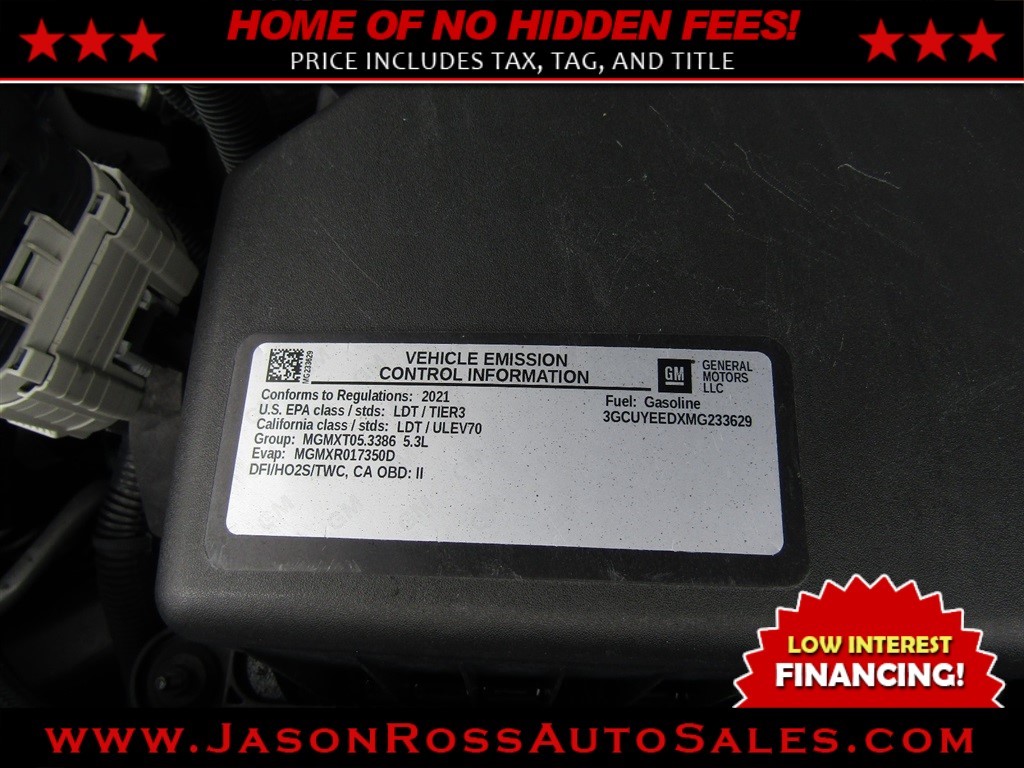 HOME OF NO HIDDEN FEES!
PRICE INCLUDES TAX, TAG, AND TITLE
MG233629
VEHICLE EMISSION
CONTROL INFORMATION
GM
GENERAL
MOTORS
LLC
Conforms to Regulations: 2021
U.S. EPA class / stds: LDT / TIER3
California class / stds: LDT / ULEV70
Group: MGMXT05.3386 5.3L
Evap: MGMXR017350D
DFI/HO2S/TWC, CA OBD: II
Fuel: Gasoline
3GCUYEEDXMG233629
LOW INTEREST
FINANCING!
WWW.JASONROSSAUTOSALES.COM